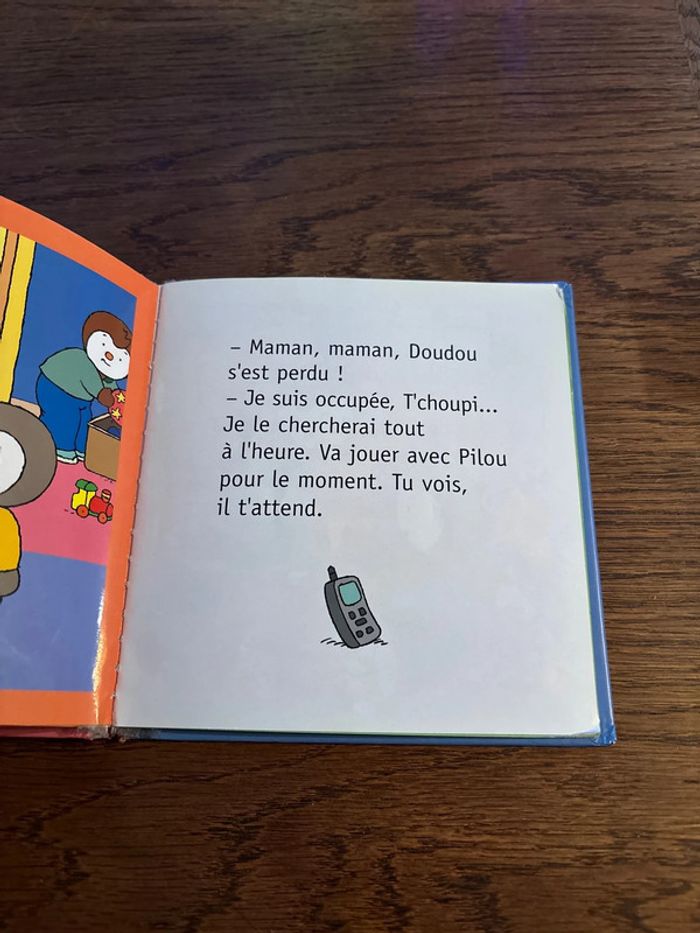 – Maman, maman, Doudou
s'est perdu !
– Je suis occupée, T'choupi...
Je le chercherai tout
à l'heure. Va jouer avec Pilou
pour le moment. Tu vois,
il t'attend.